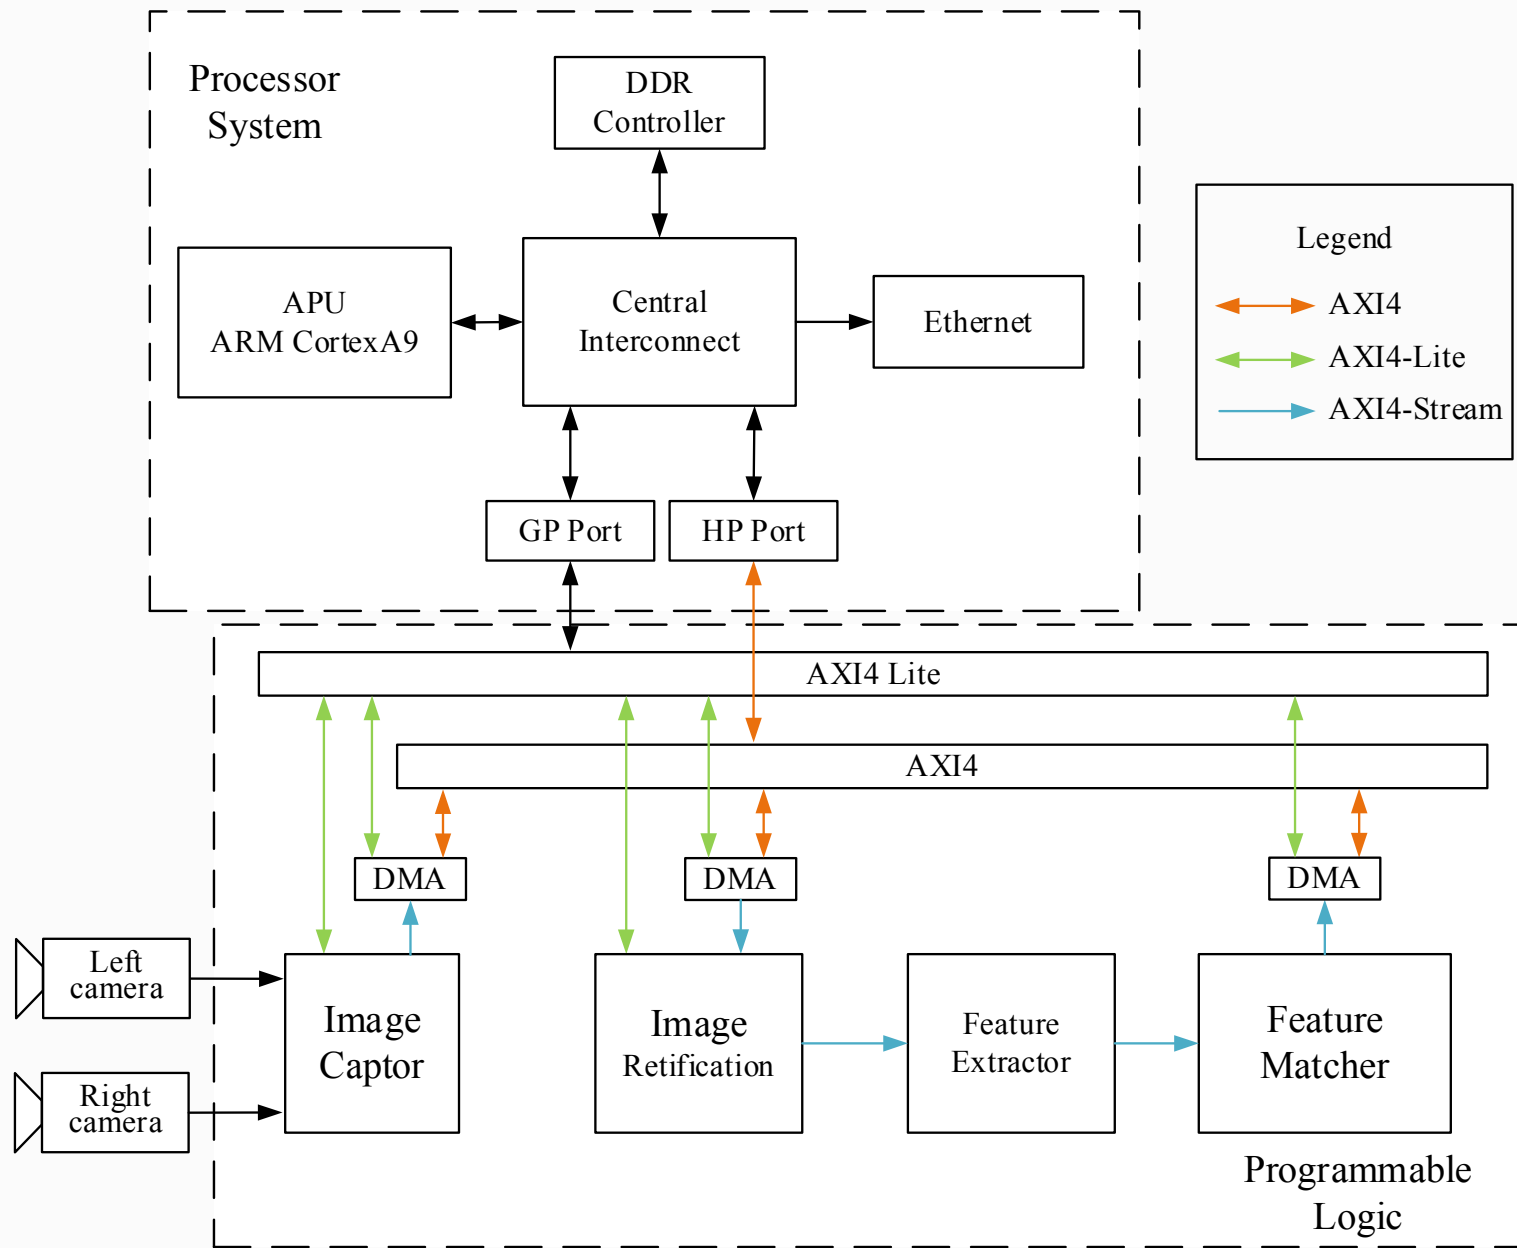 Processor
System
DDR
Controller
APU
ARM CortexA9
Central
Interconnect
Ethernet
GP Port
HP Port
Legend
AXI4
AXI4-Lite
AXI4-Stream
AXI4 Lite
AXI4
DMA
DMA
DMA
Left
camera
Right
camera
Image
Captor
Image
Retification
Feature
Extractor
Feature
Matcher
Programmable
Logic